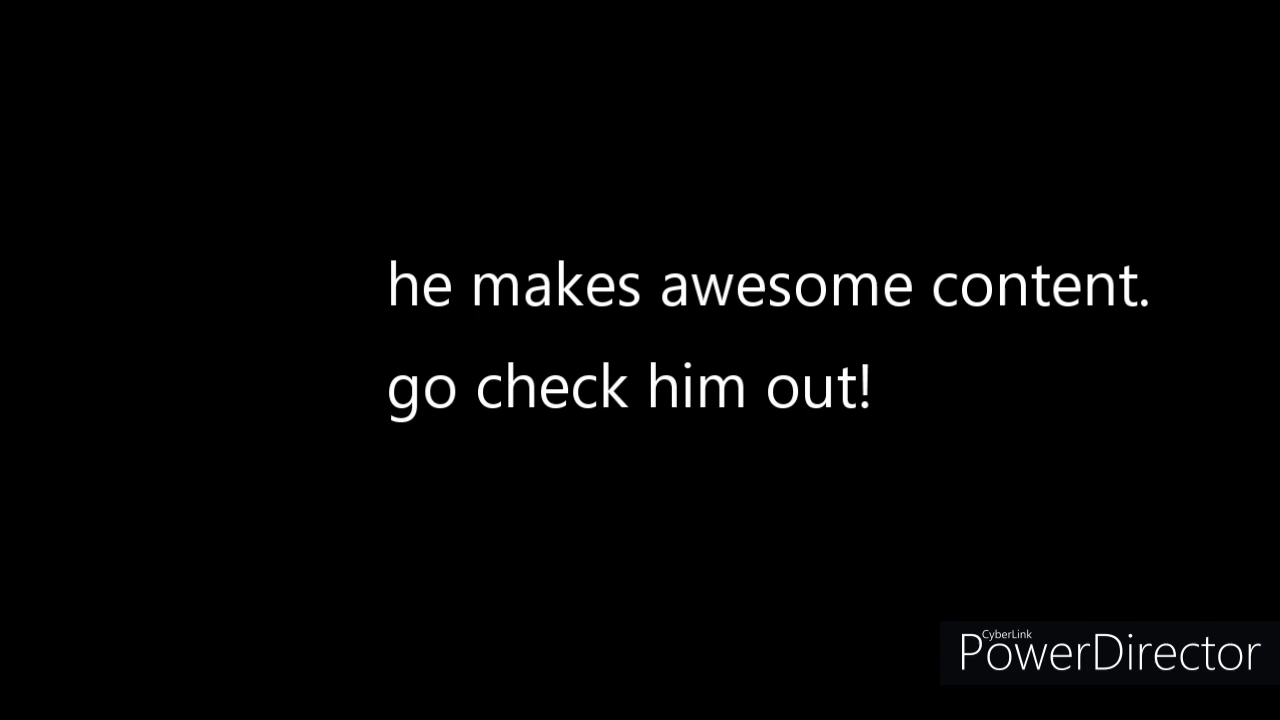 he makes awesome content.
go check him out!
CyberLink
PowerDirector